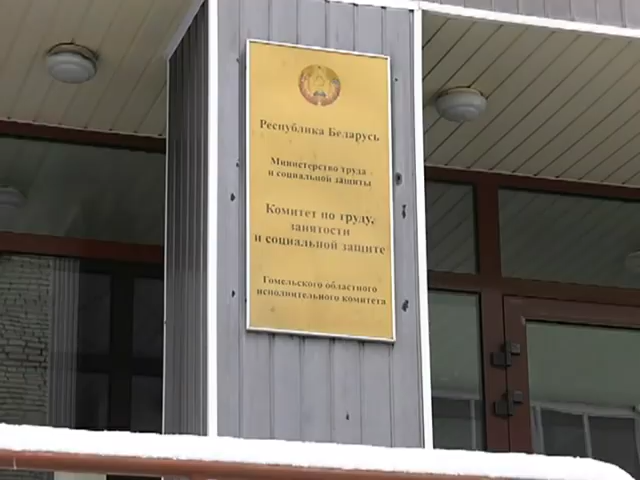 Республика Беларусь
Министерство труда
и социальной защиты
Комитет по труду,
занятости
и социальной защите
Гомельского областного
исполнительного комитета